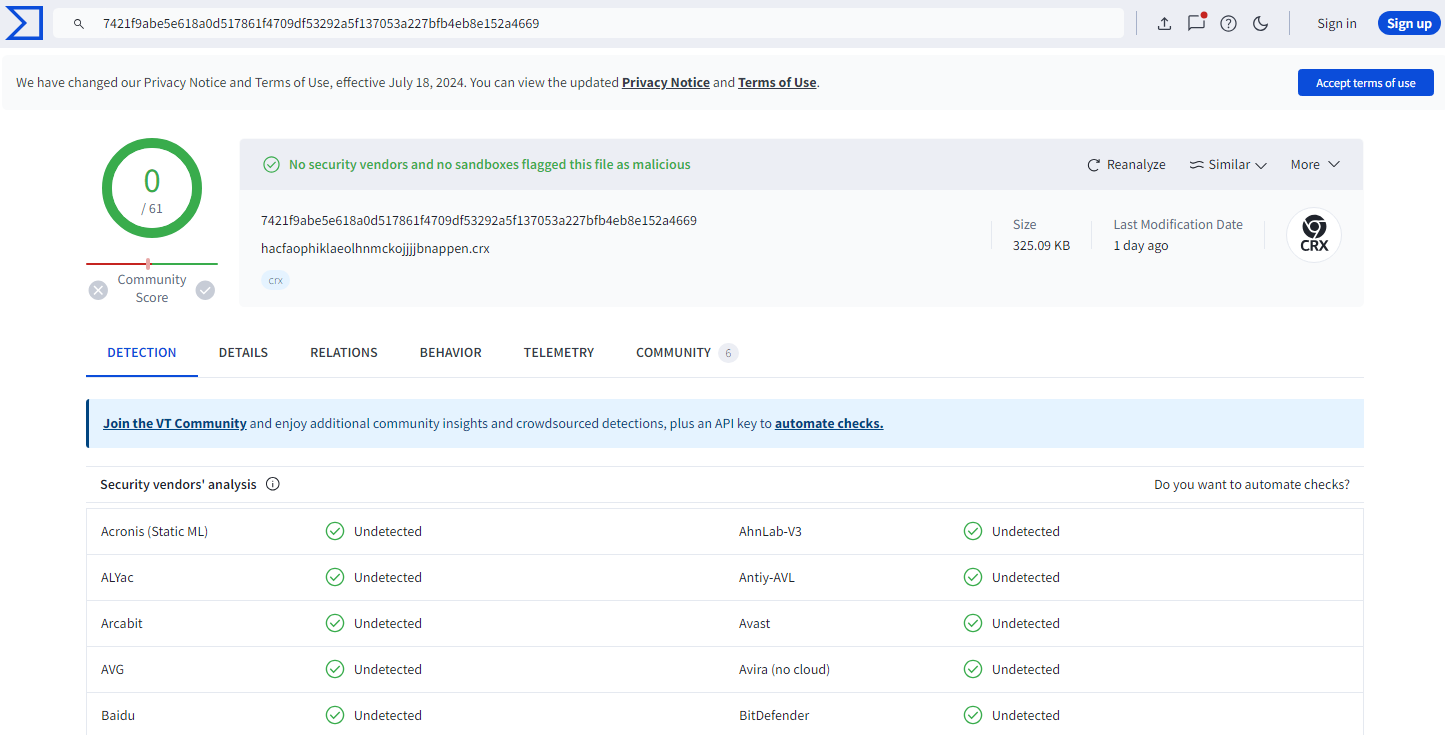 7421f9abe5e618a0d517861f4709df53292a5f137053a227bfb4eb8e152a4669
Sign in
Sign up
We have changed our Privacy Notice and Terms of Use, effective July 18, 2024. You can view the updated Privacy Notice and Terms of Use.
Accept terms of use
0
/ 61
Community
Score
No security vendors and no sandboxes flagged this file as malicious
Reanalyze
Similar
More
7421f9abe5e618a0d517861f4709df53292a5f137053a227bfb4eb8e152a4669
hacfaophiklaeolhnmckojjjjbnappen.crx
crx
Size
325.09 KB
Last Modification Date
1 day ago
CRX
DETECTION
DETAILS
RELATIONS
BEHAVIOR
TELEMETRY
COMMUNITY 6
Join the VT Community and enjoy additional community insights and crowdsourced detections, plus an API key to automate checks.
Security vendors' analysis
Do you want to automate checks?
Acronis (Static ML) Undetected AhnLab-V3 Undetected
ALYac Undetected Antiy-AVL Undetected
Arcabit Undetected Avast Undetected
AVG Undetected Avira (no cloud) Undetected
Baidu Undetected BitDefender Undetected